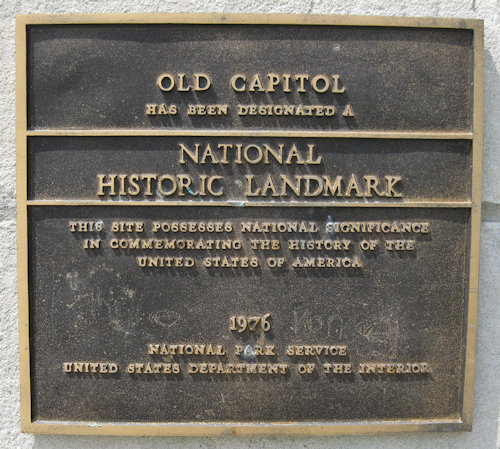 OLD CAPITOL
HAS BEEN DESIGNATED A
NATIONAL
HISTORIC LANDMARK
THIS SITE POSSESSES NATIONAL SIGNIFICANCE
IN COMMEMORATING THE HISTORY OF THE
UNITED STATES OF AMERICA
1976
NATIONAL PARK SERVICE
UNITED STATES DEPARTMENT OF THE INTERIOR